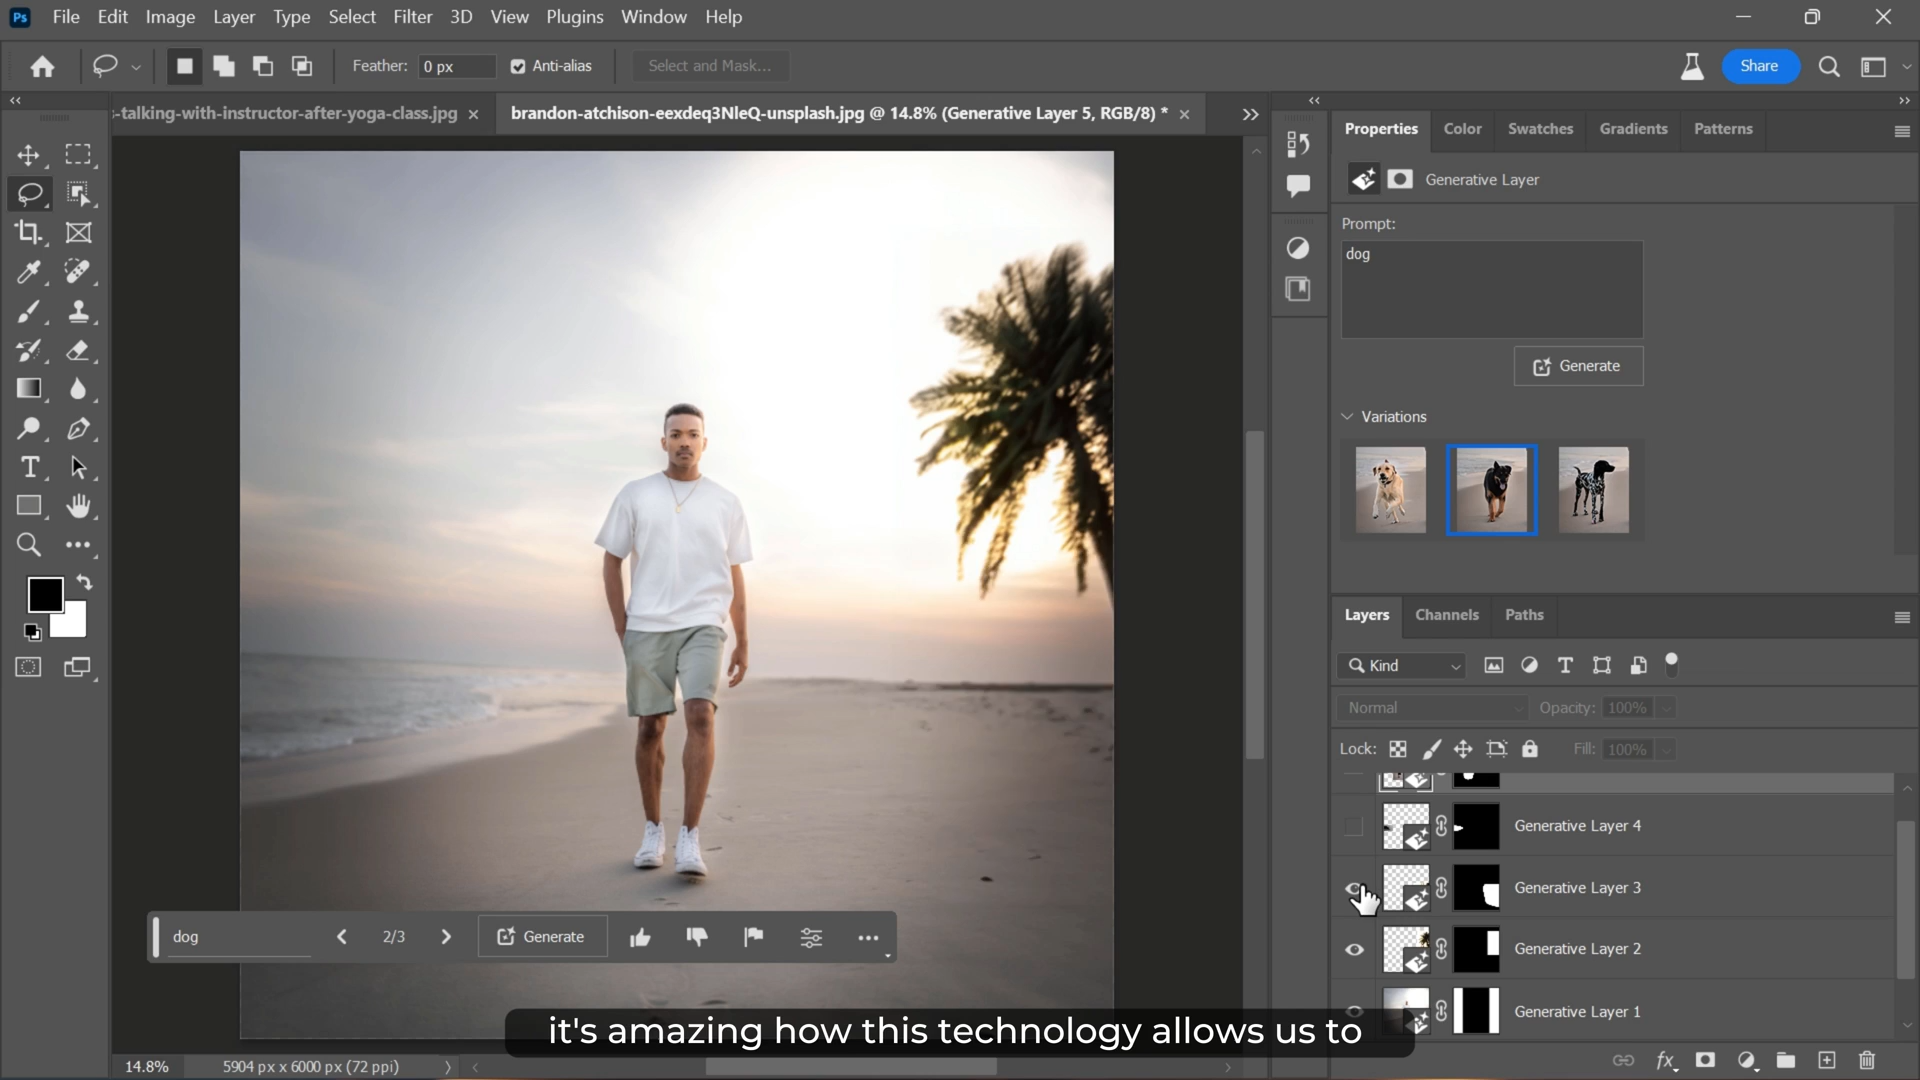 Ps File Edit Image Layer Type Select Filter 3D View Plugins Window Help
Feather: 0 px Anti-alias Select and Mask... Share
-talking-with-instructor-after-yoga-class.jpg brandon-atchison-eexdeq3NleQ-unsplash.jpg @ 14.8% (Generative Layer 5, RGB/8) *
Properties Color Swatches Gradients Patterns
Generative Layer
Prompt:
dog
Generate
Variations
Layers Channels Paths
Kind
Normal Opacity: 100%
Lock: Fill: 100%
Generative Layer 4
Generative Layer 3
Generative Layer 2
Generative Layer 1
dog 2/3 Generate
it's amazing how this technology allows us to
14.8% 5904 px x 6000 px (72 ppi)